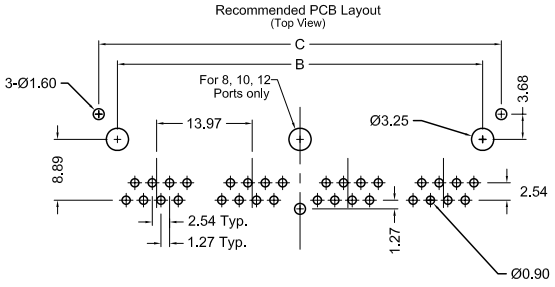 Recommended PCB Layout
(Top View)
C
B
3-Ø1.60
For 8, 10, 12
Ports only
3.68
13.97
Ø3.25
8.89
2.54
2.54 Typ.
1.27 Typ.
1.27
Ø0.90